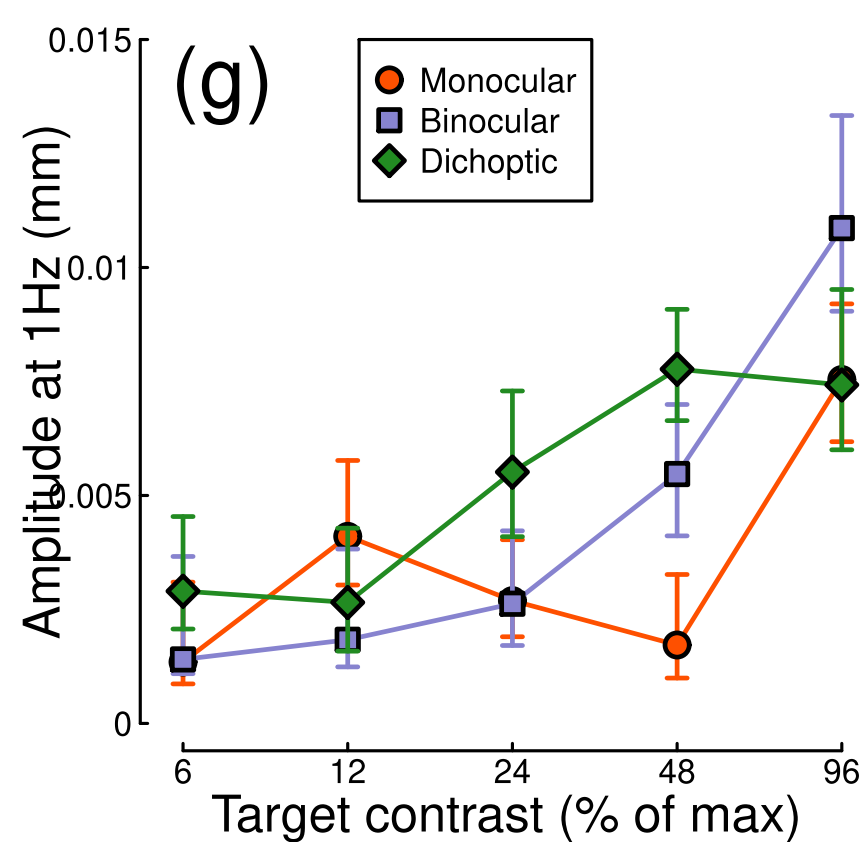 (g)
Monocular
Binocular
Dichoptic
Amplitude at 1Hz (mm)
0.015
0.01
0.005
0
6 12 24 48 96
Target contrast (% of max)